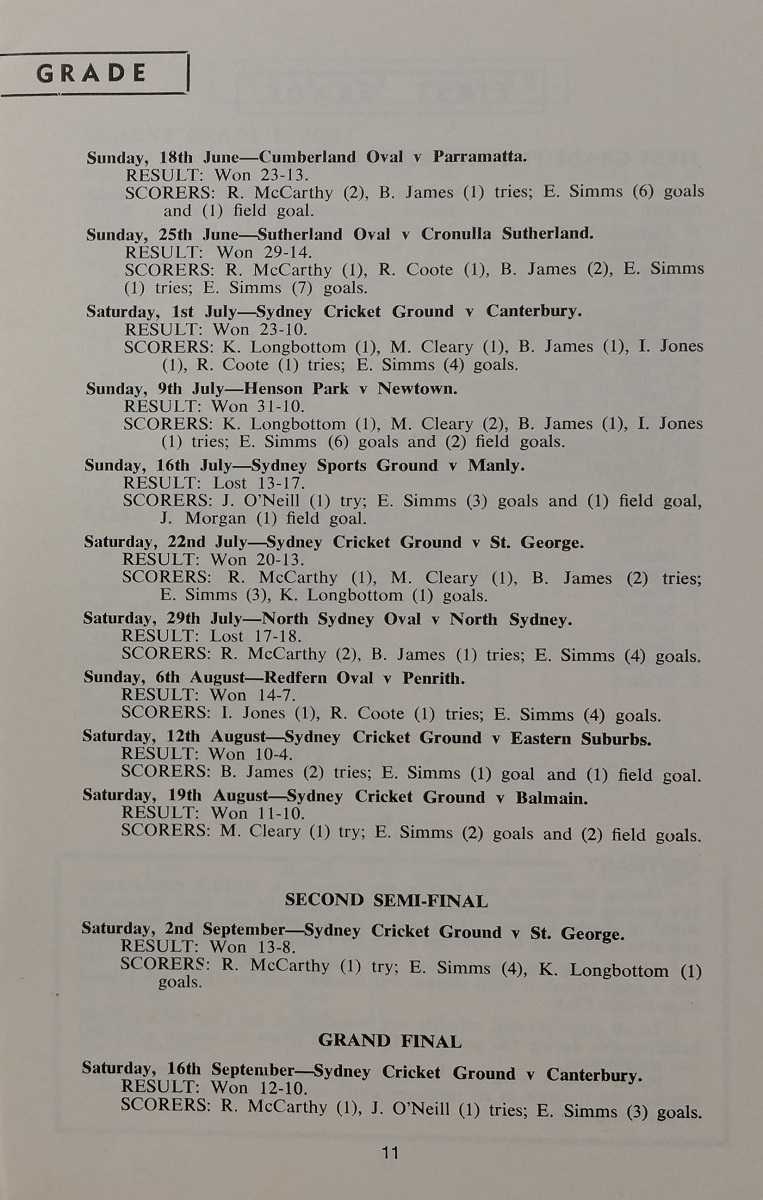 GRADE
Sunday, 18th June—Cumberland Oval v Parramatta.
RESULT: Won 23-13.
SCORERS: R. McCarthy (2), B. James (1) tries; E. Simms (6) goals
and (1) field goal.
Sunday, 25th June—Sutherland Oval v Cronulla Sutherland.
RESULT: Won 29-14.
SCORERS: R. McCarthy (1), R. Coote (1), B. James (2), E. Simms
(1) tries; E. Simms (7) goals.
Saturday, 1st July—Sydney Cricket Ground v Canterbury.
RESULT: Won 23-10.
SCORERS: K. Longbottom (1), M. Cleary (1), B. James (1), I. Jones
(1), R. Coote (1) tries; E. Simms (4) goals.
Sunday, 9th July—Henson Park v Newtown.
RESULT: Won 31-10.
SCORERS: K. Longbottom (1), M. Cleary (2), B. James (1), I. Jones
(1) tries; E. Simms (6) goals and (2) field goals.
Sunday, 16th July—Sydney Sports Ground v Manly.
RESULT: Lost 13-17.
SCORERS: J. O'Neill (1) try; E. Simms (3) goals and (1) field goal,
J. Morgan (1) field goal.
Saturday, 22nd July—Sydney Cricket Ground v St. George.
RESULT: Won 20-13.
SCORERS: R. McCarthy (1), M. Cleary (1), B. James (2) tries;
E. Simms (3), K. Longbottom (1) goals.
Saturday, 29th July—North Sydney Oval v North Sydney.
RESULT: Lost 17-18.
SCORERS: R. McCarthy (2), B. James (1) tries; E. Simms (4) goals.
Sunday, 6th August—Redfern Oval v Penrith.
RESULT: Won 14-7.
SCORERS: I. Jones (1), R. Coote (1) tries; E. Simms (4) goals.
Saturday, 12th August—Sydney Cricket Ground v Eastern Suburbs.
RESULT: Won 10-4.
SCORERS: B. James (2) tries; E. Simms (1) goal and (1) field goal.
Saturday, 19th August—Sydney Cricket Ground v Balmain.
RESULT: Won 11-10.
SCORERS: M. Cleary (1) try; E. Simms (2) goals and (2) field goals.
SECOND SEMI-FINAL
Saturday, 2nd September—Sydney Cricket Ground v St. George.
RESULT: Won 13-8.
SCORERS: R. McCarthy (1) try; E. Simms (4), K. Longbottom (1)
goals.
GRAND FINAL
Saturday, 16th September—Sydney Cricket Ground v Canterbury.
RESULT: Won 12-10.
SCORERS: R. McCarthy (1), J. O'Neill (1) tries; E. Simms (3) goals.
11